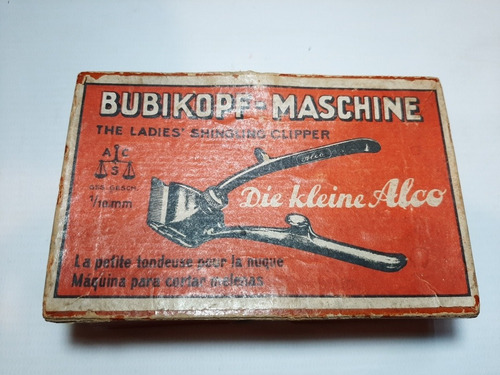 BUBIKOPF-MASCHINE
THE LADIES' SHINGLING CLIPPER
A C
S
GES. GESCH.
1/10 mm
Alco
Die kleine Alco
La petite tondeuse pour la nuque
Máquina para cortar melenas